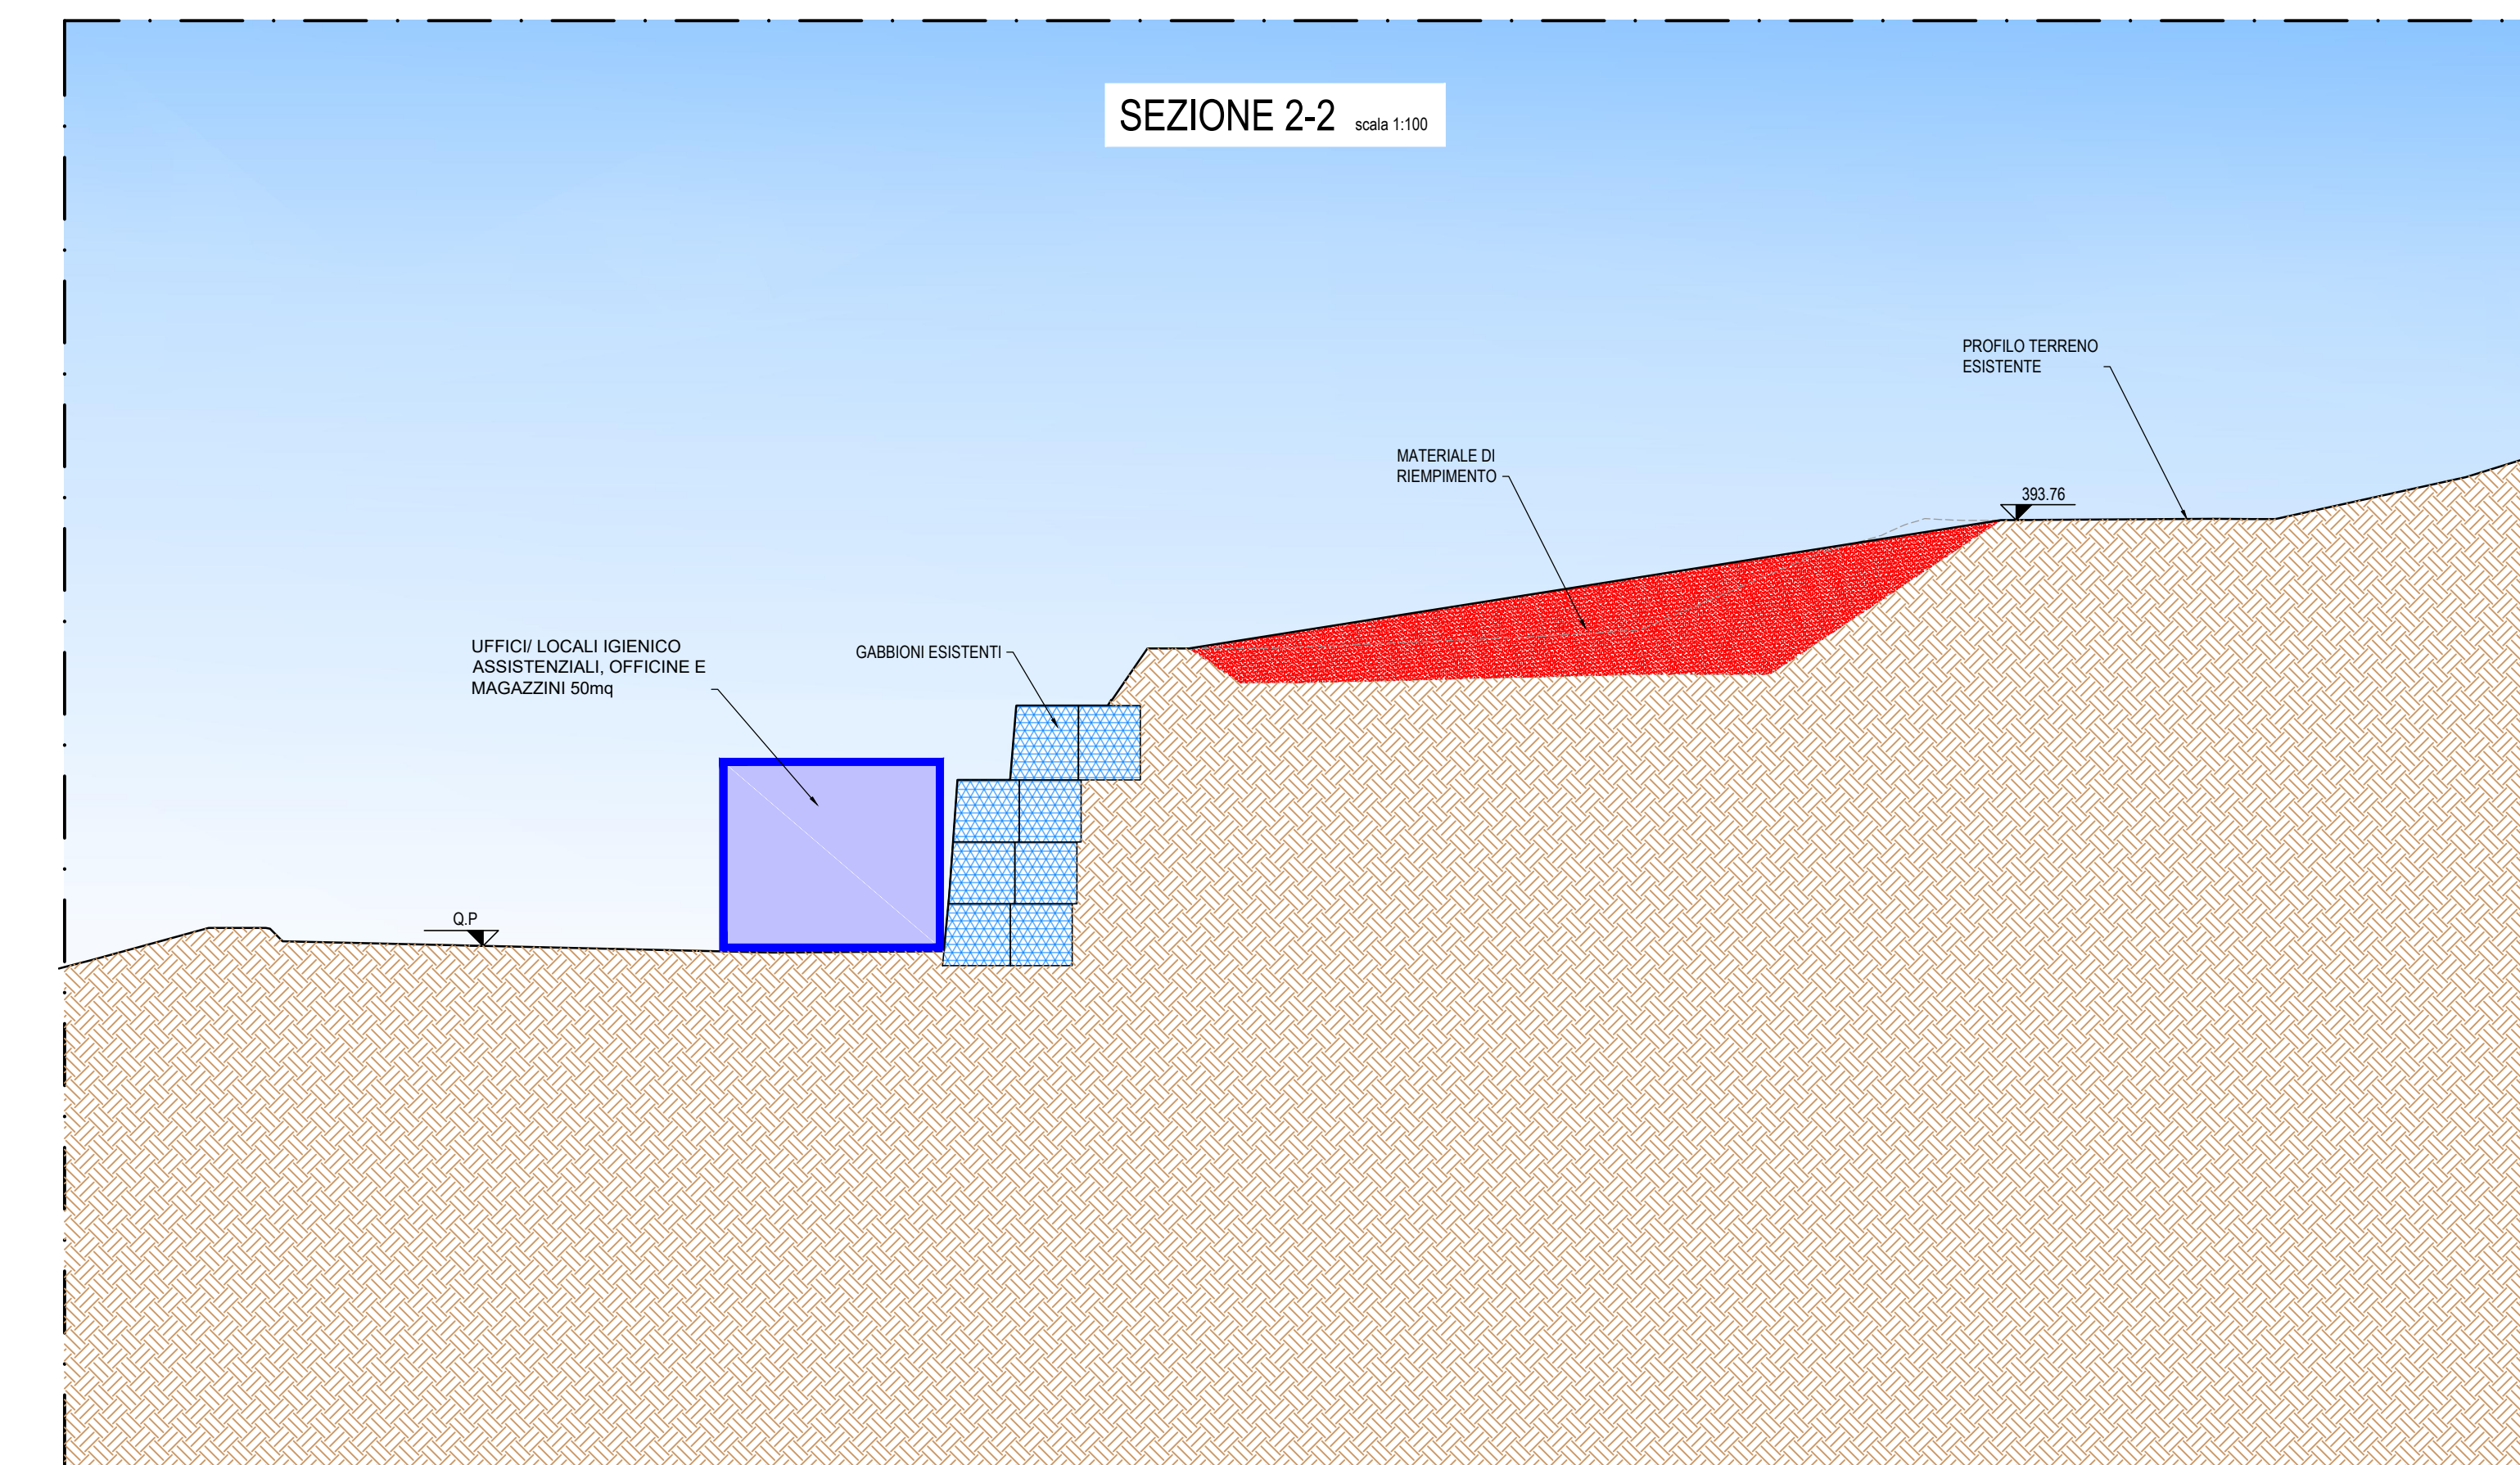 SEZIONE 2-2 scala 1:100
PROFILO TERRENO
ESISTENTE
MATERIALE DI
RIEMPIMENTO
393.76
UFFICI/ LOCALI IGIENICO
ASSISTENZIALI, OFFICINE E
MAGAZZINI 50mq
GABBIONI ESISTENTI
Q.P